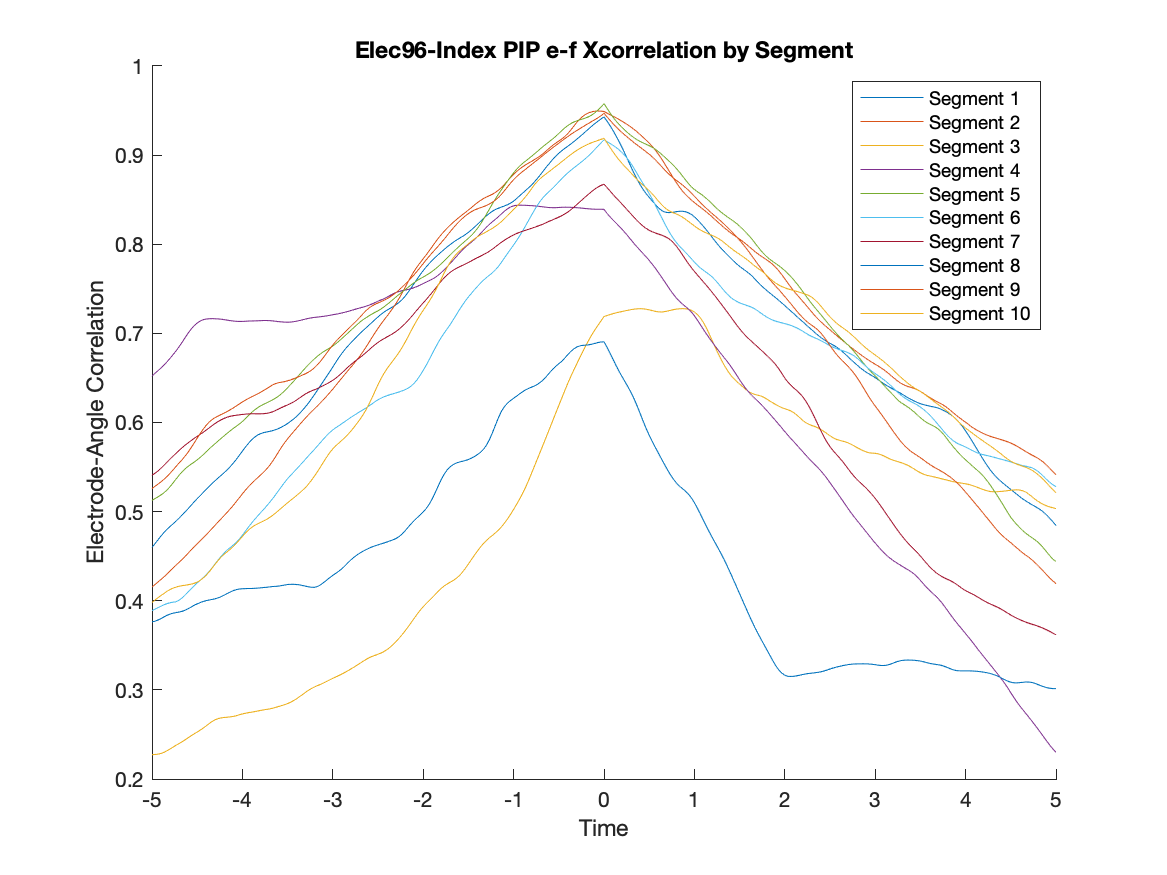 Elec96-Index PIP e-f Xcorrelation by Segment
1
0.9
0.8
0.7
0.6
0.5
0.4
0.3
0.2
Electrode-Angle Correlation
Segment 1
Segment 2
Segment 3
Segment 4
Segment 5
Segment 6
Segment 7
Segment 8
Segment 9
Segment 10
-5 -4 -3 -2 -1 0 1 2 3 4 5
Time